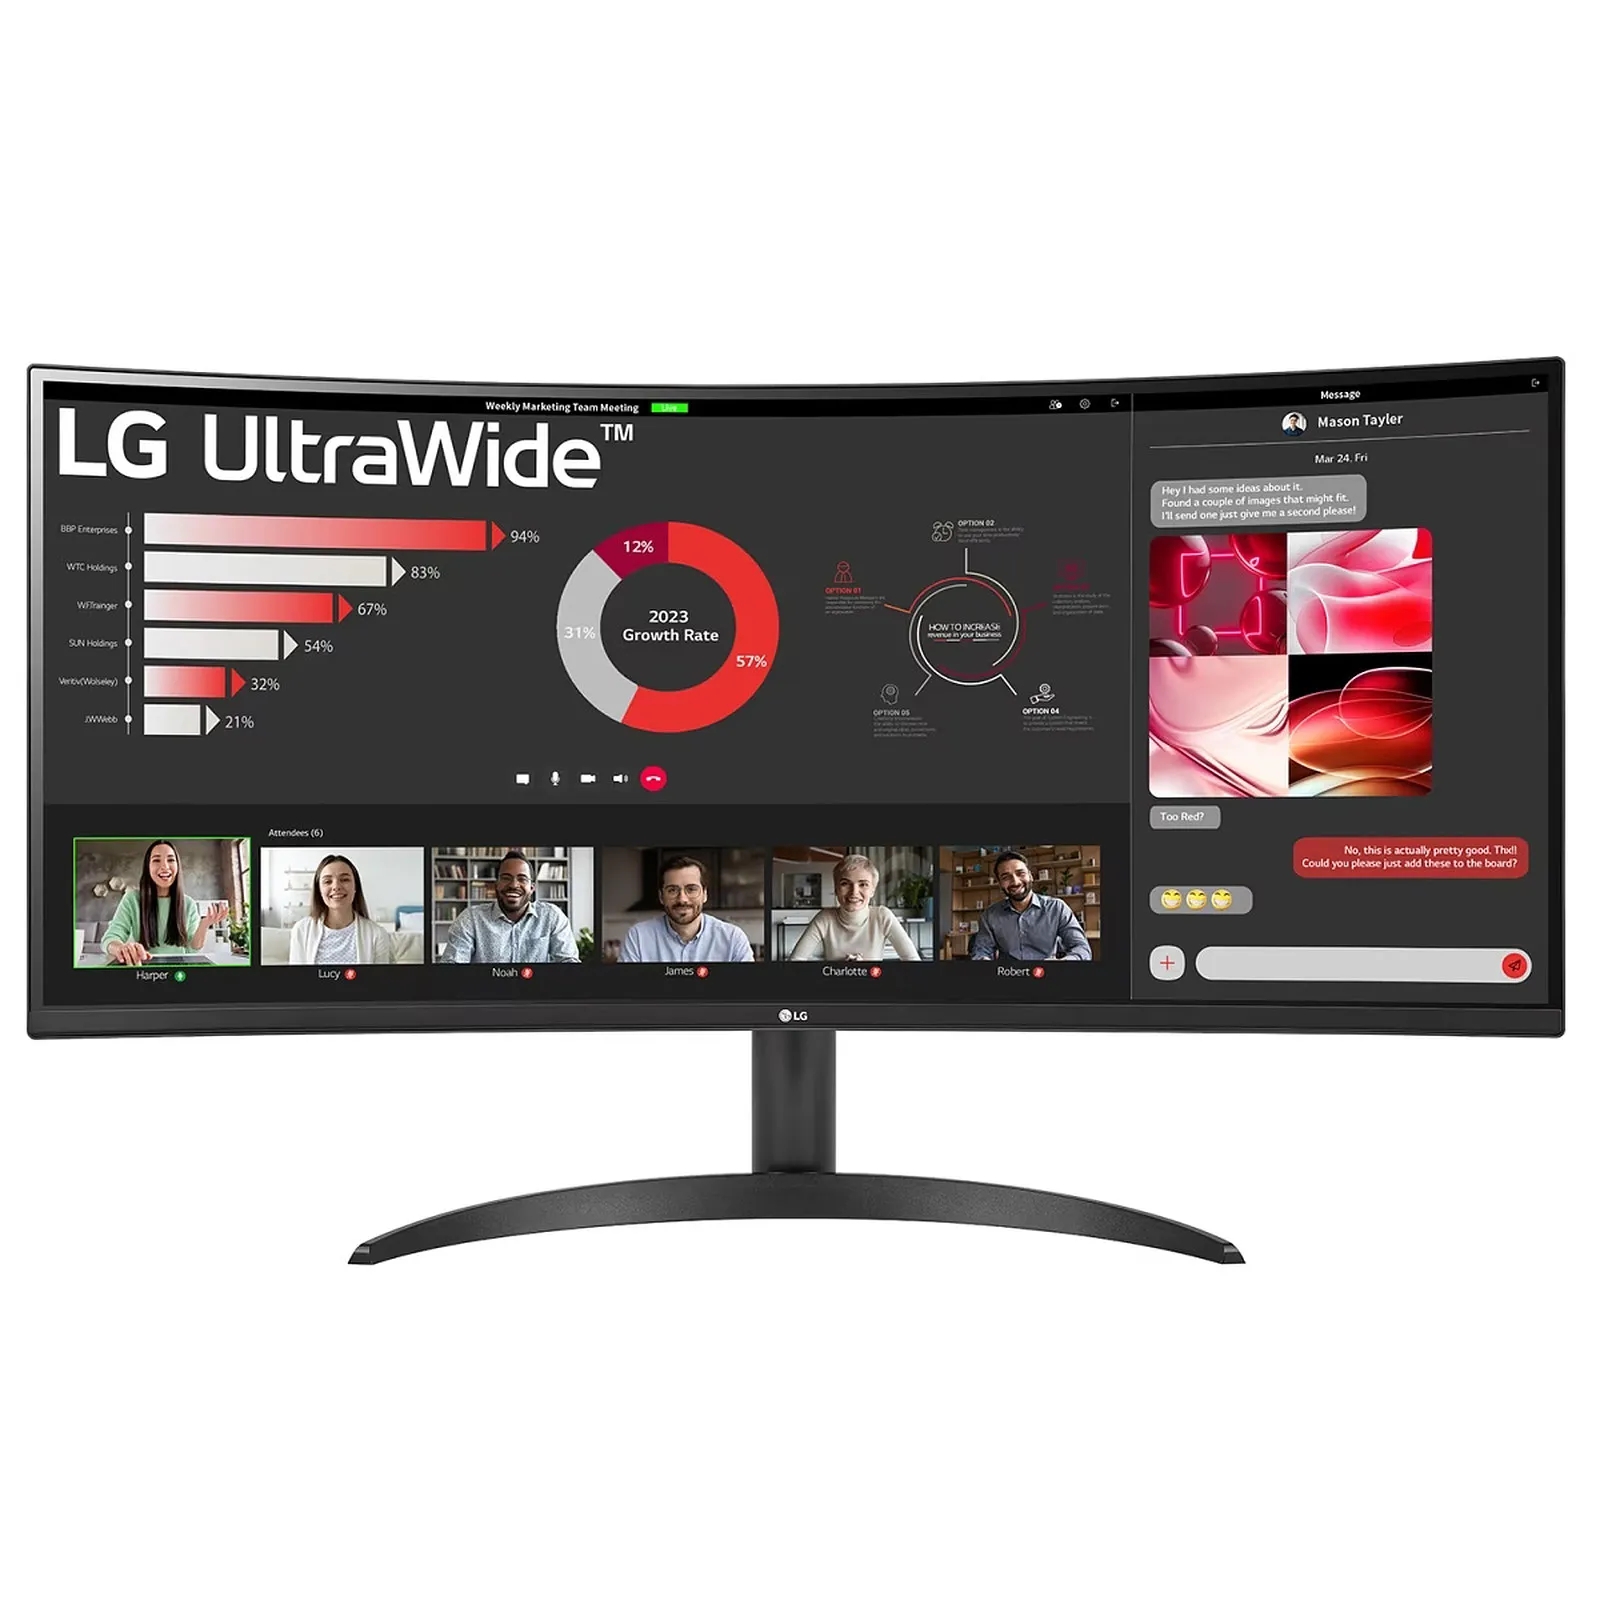 Weekly Marketing Team Meeting
Live
LG UltraWide™
BBP Enterprises
94%
WTC Holdings
83%
W.F.Trainger
67%
SUN Holdings
54%
Veritiv(Wolseley)
32%
J.W.Webb
21%
12%
31%
57%
2023
Growth Rate
OPTION 02
OPTION 01
HOW TO INCREASE
revenue in your business
OPTION 05
OPTION 04
Attendees (6)
Harper
Lucy
Noah
James
Charlotte
Robert
Message
Mason Tayler
Mar 24. Fri
Hey I had some ideas about it.
Found a couple of images that might fit.
I'll send one just give me a second please!
Too Red?
No, this is actually pretty good. Thx!!
Could you please just add these to the board?
LG